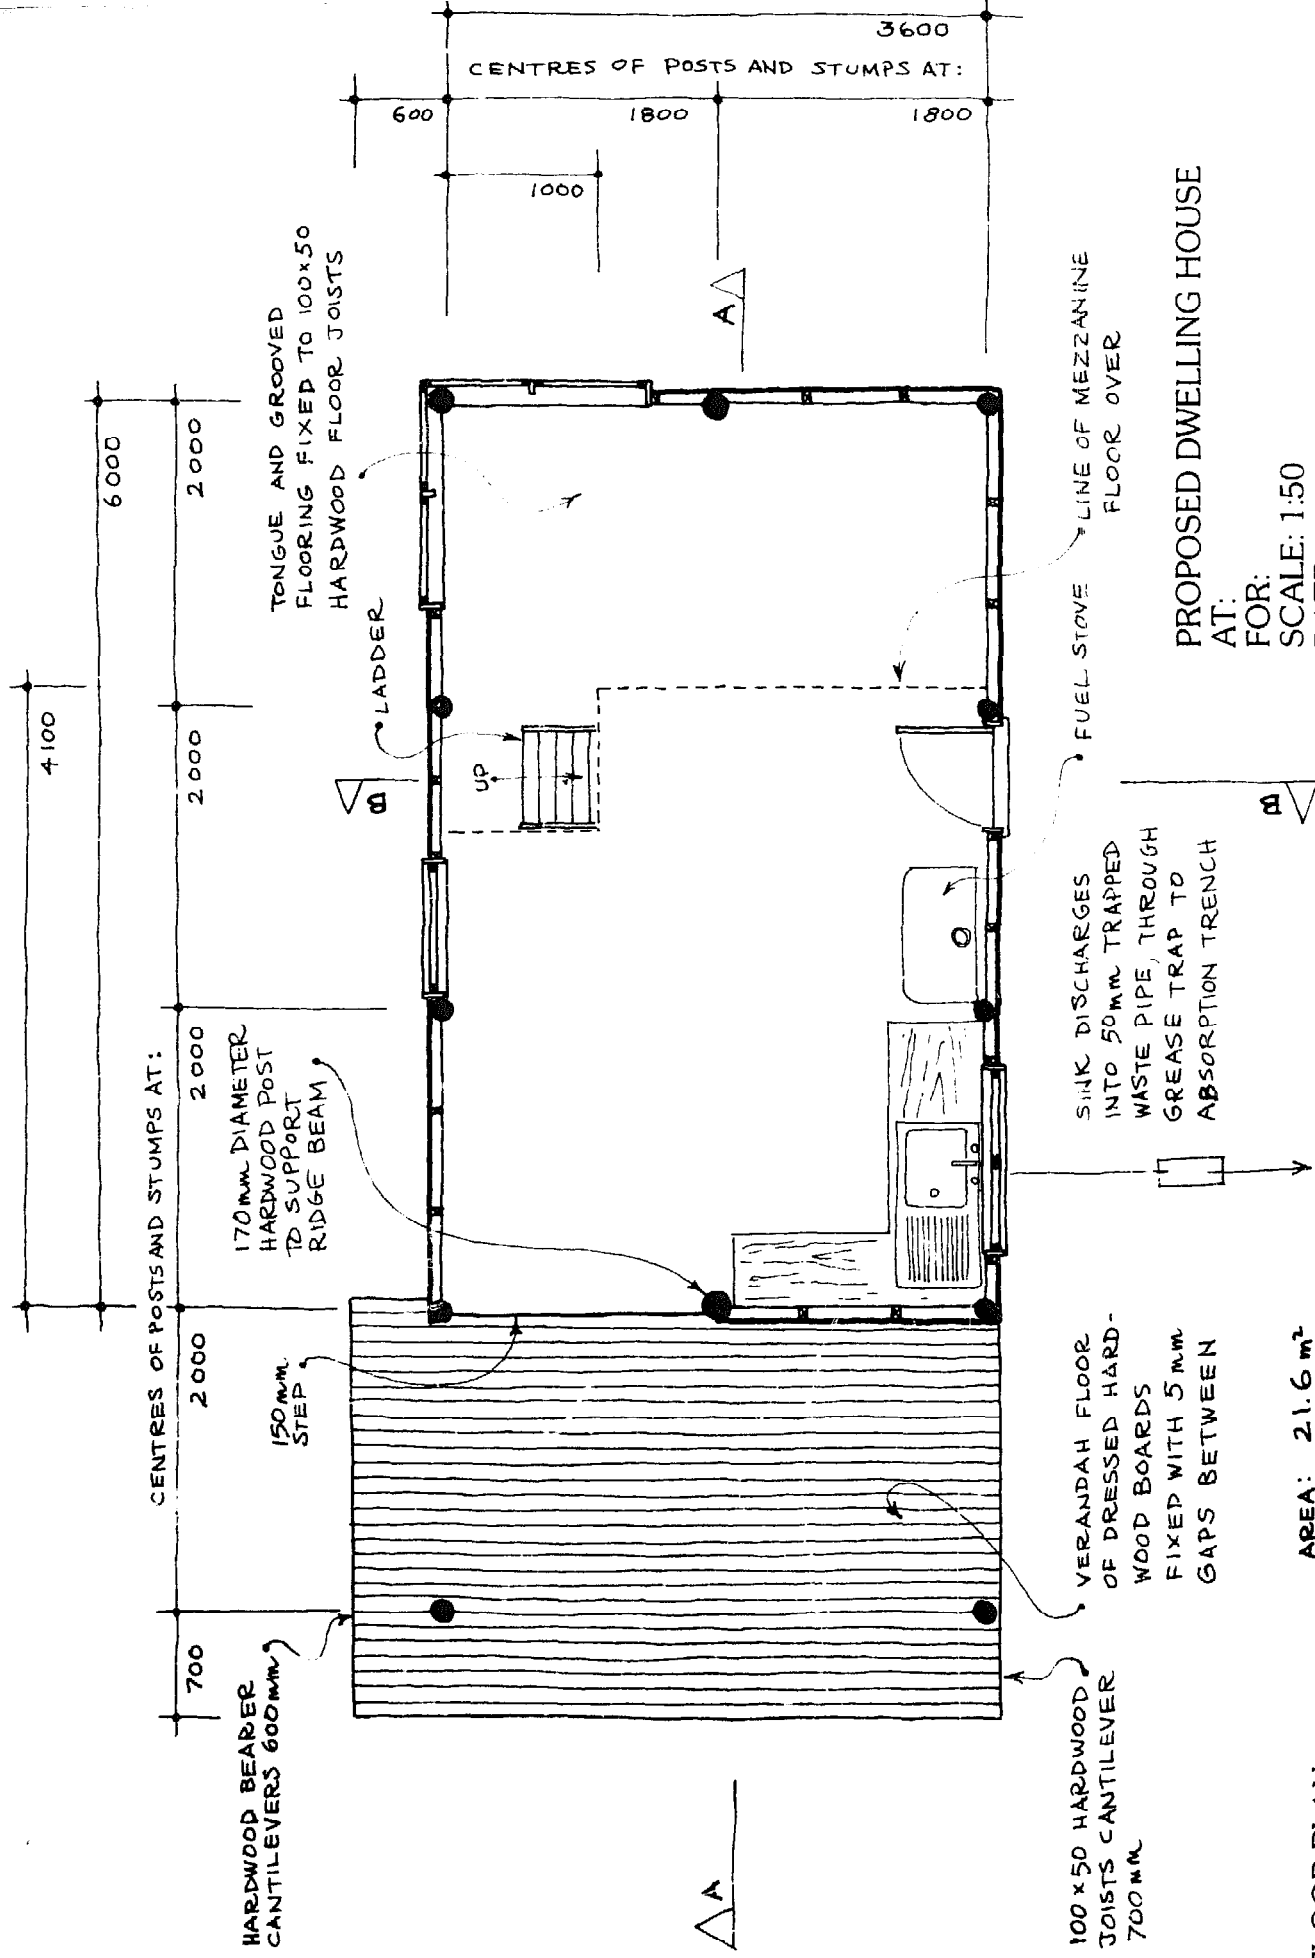 3600
CENTRES OF POSTS AND STUMPS AT:
600
1800
1800
1000
6000
4100
CENTRES OF POSTS AND STUMPS AT:
700
2000
2000
2000
2000
HARDWOOD BEARER
CANTILEVERS 600mm
150mm
STEP
170mm DIAMETER
HARDWOOD POST
TO SUPPORT
RIDGE BEAM
LADDER
TONGUE AND GROOVED
FLOORING FIXED TO 100x50
HARDWOOD FLOOR JOISTS
B
UP
A
A
100 x 50 HARDWOOD
JOISTS CANTILEVER
700mm
VERANDAH FLOOR
OF DRESSED HARD-
WOOD BOARDS
FIXED WITH 5mm
GAPS BETWEEN
SINK DISCHARGES
INTO 50mm TRAPPED
WASTE PIPE, THROUGH
GREASE TRAP TO
ABSORPTION TRENCH
FUEL STOVE
LINE OF MEZZANINE
FLOOR OVER
B
AREA: 21.6 m²
PROPOSED DWELLING HOUSE
AT:
FOR:
SCALE: 1:50